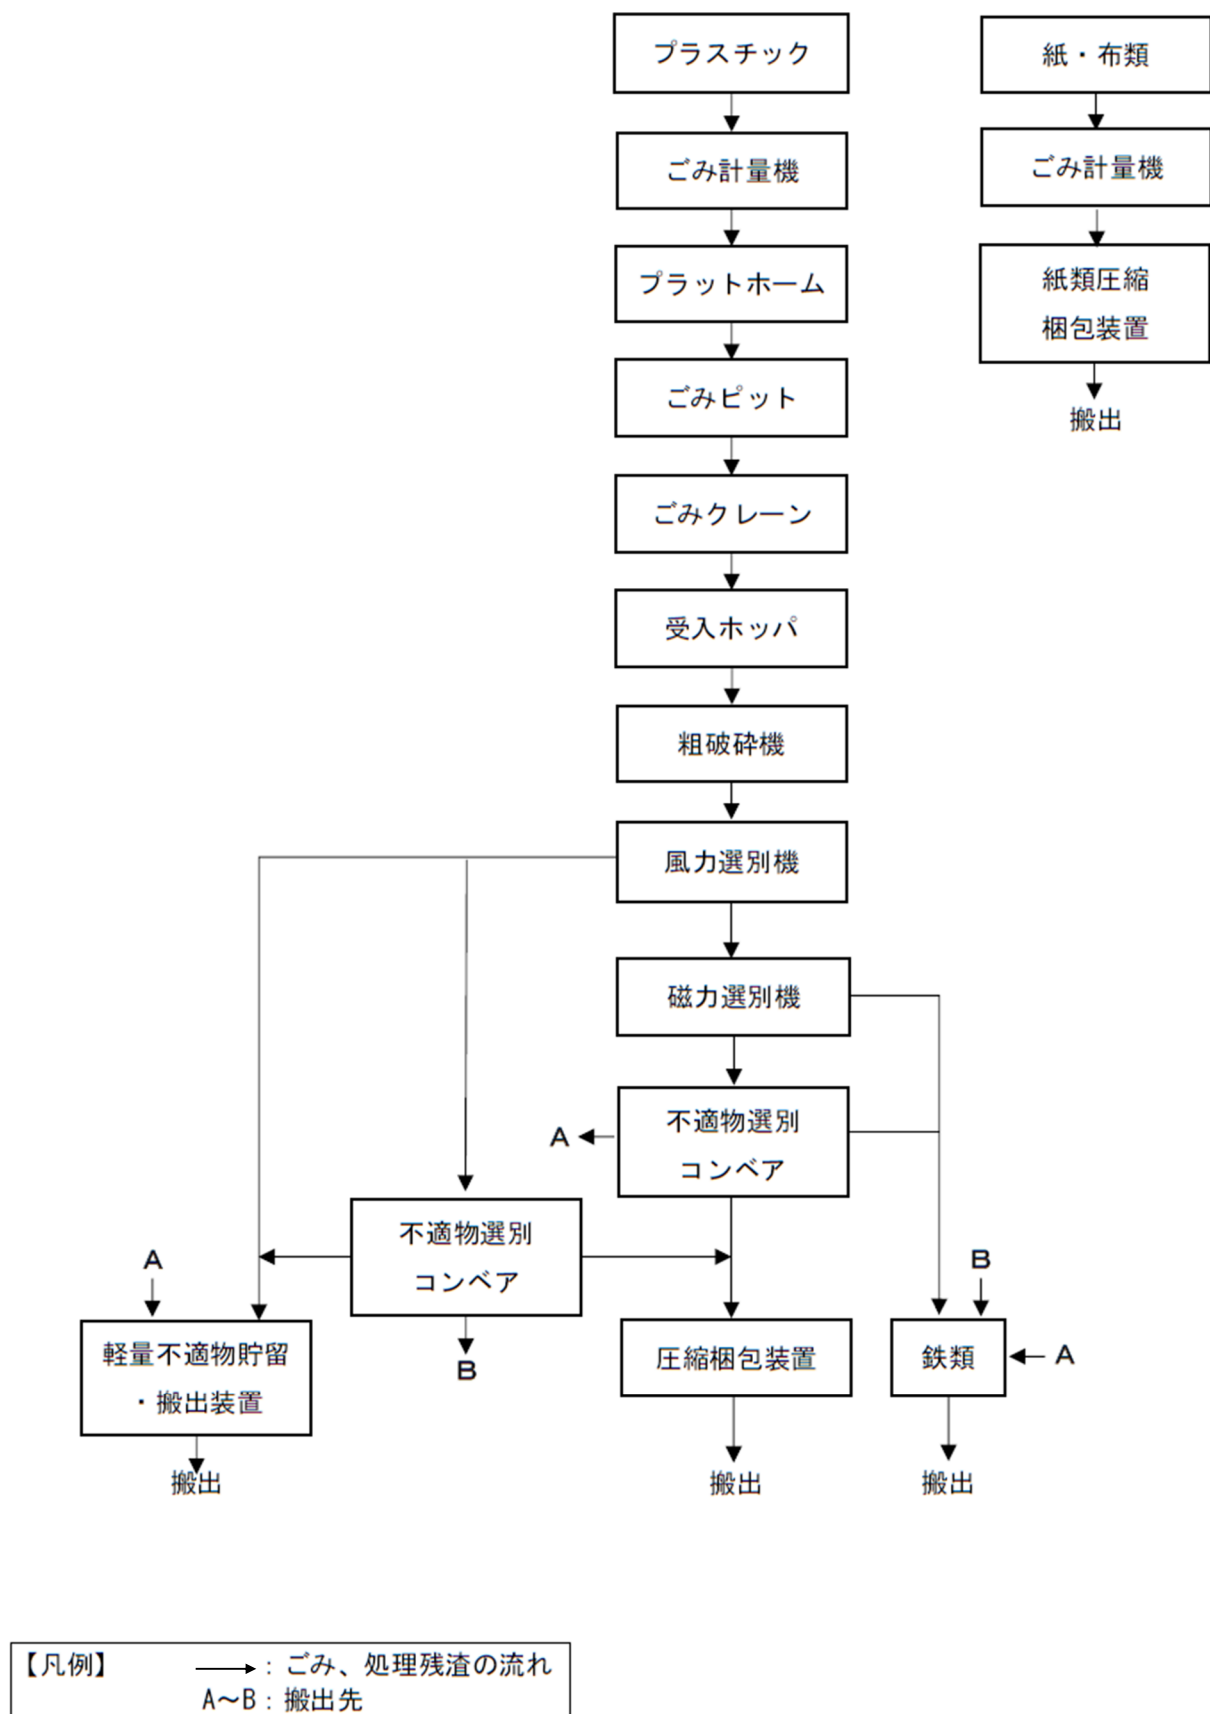 プラスチック
ごみ計量機
プラットホーム
ごみピット
ごみクレーン
受入ホッパ
粗破砕機
風力選別機
磁力選別機
不適物選別
コンベア
A
不適物選別
コンベア
B
A
軽量不適物貯留
・搬出装置
搬出
圧縮梱包装置
搬出
B
鉄類
A
搬出
紙・布類
ごみ計量機
紙類圧縮
梱包装置
搬出
【凡例】 ：ごみ、処理残渣の流れ
A～B：搬出先